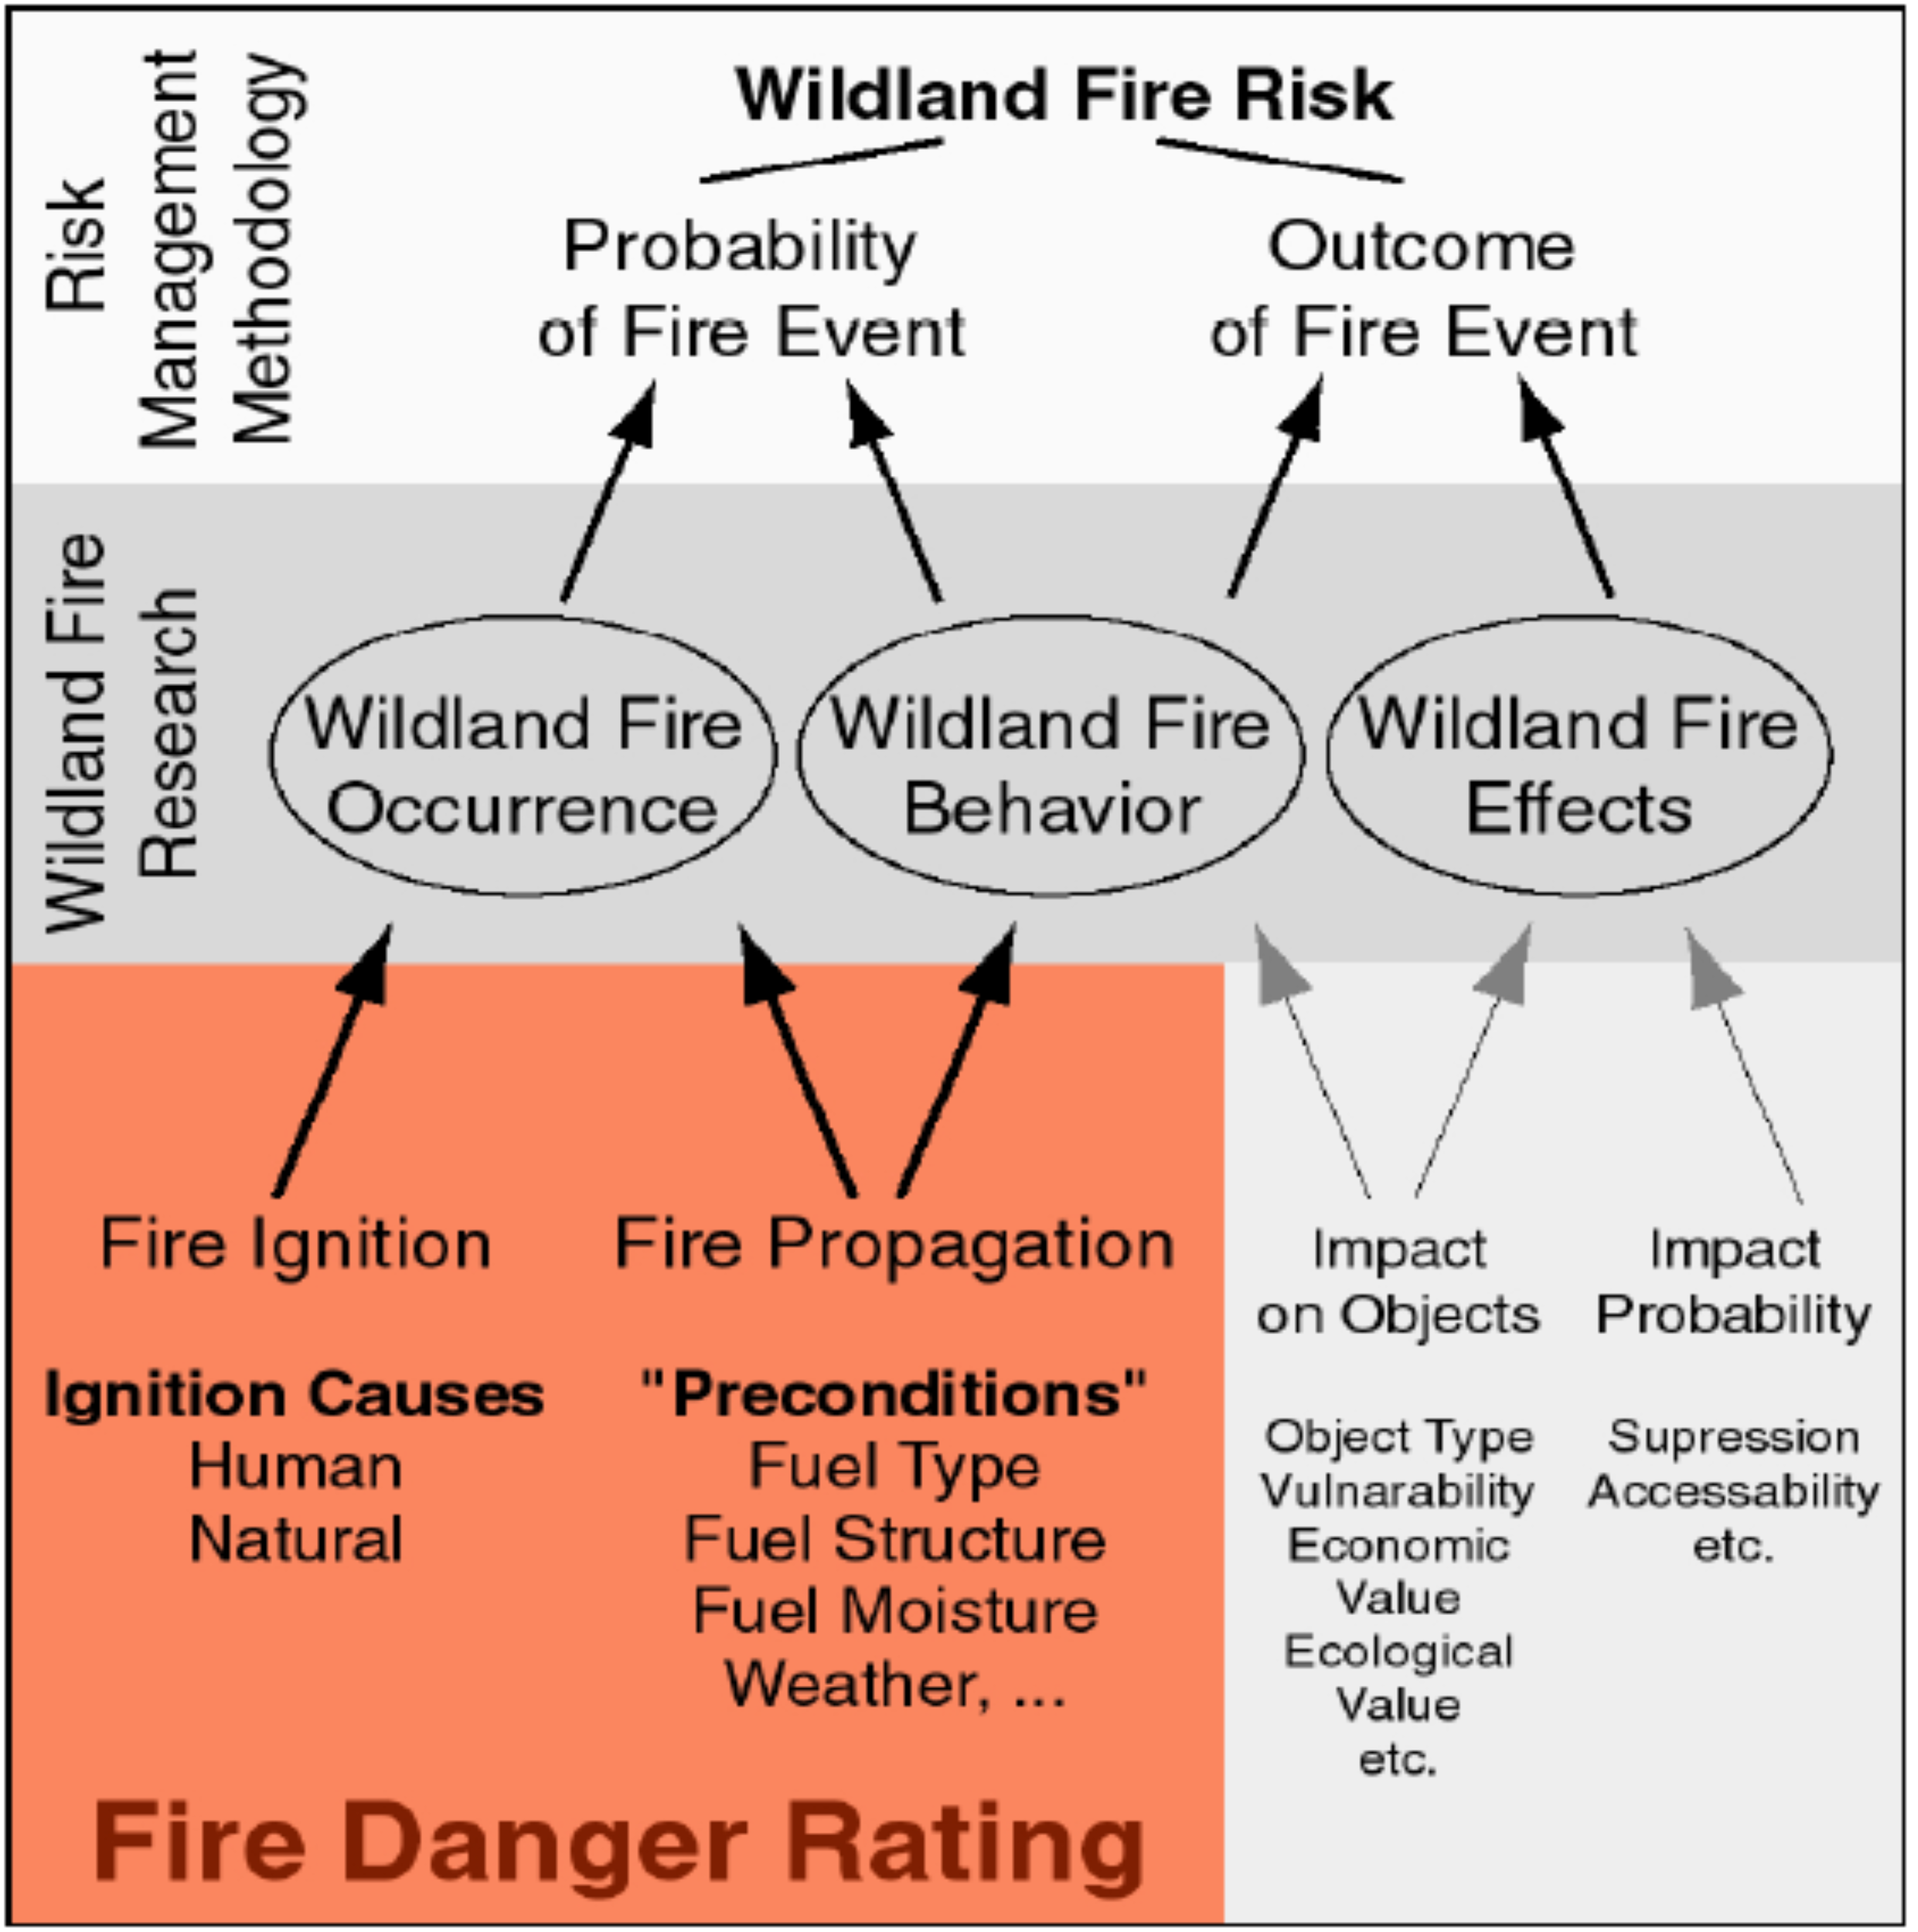 Risk
Management
Methodology
Wildland Fire Risk
Probability
of Fire Event
Outcome
of Fire Event
Wildland Fire
Research
Wildland Fire
Occurrence
Wildland Fire
Behavior
Wildland Fire
Effects
Fire Ignition
Ignition Causes
Human
Natural
Fire Propagation
"Preconditions"
Fuel Type
Fuel Structure
Fuel Moisture
Weather, ...
Impact
on Objects
Object Type
Vulnarability
Economic
Value
Ecological
Value
etc.
Impact
Probability
Supression
Accessability
etc.
Fire Danger Rating